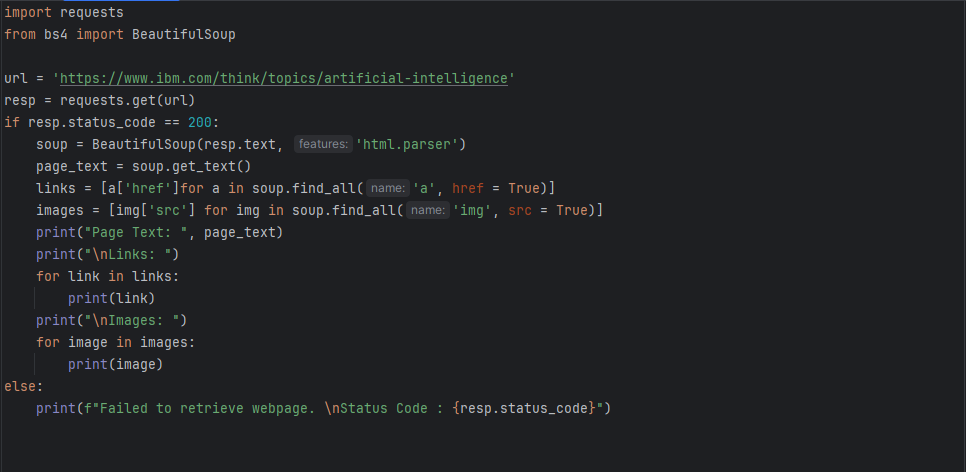 import requests
from bs4 import BeautifulSoup

url = 'https://www.ibm.com/think/topics/artificial-intelligence'
resp = requests.get(url)
if resp.status_code == 200:
    soup = BeautifulSoup(resp.text, features: 'html.parser')
    page_text = soup.get_text()
    links = [a['href']for a in soup.find_all( name: 'a', href = True)]
    images = [img['src'] for img in soup.find_all( name: 'img', src = True)]
    print("Page Text: ", page_text)
    print("\nLinks: ")
    for link in links:
        print(link)
    print("\nImages: ")
    for image in images:
        print(image)
else:
    print(f"Failed to retrieve webpage. \nStatus Code : {resp.status_code}")